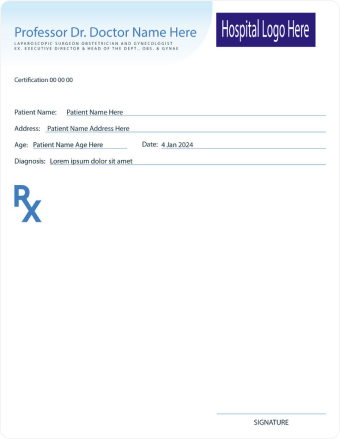 Professor Dr. Doctor Name Here
LAPAROSCOPIC SURGEON OBSTETRICIAN AND GYNECOLOGIST
EX. EXECUTIVE DIRECTOR & HEAD OF THE DEPT., OBS. & GYNAE
Hospital Logo Here
Certification 00 00 00
Patient Name: Patient Name Here
Address: Patient Name Address Here
Age: Patient Name Age Here Date: 4 Jan 2024
Diagnosis: Lorem ipsum dolor sit amet
Rx
SIGNATURE